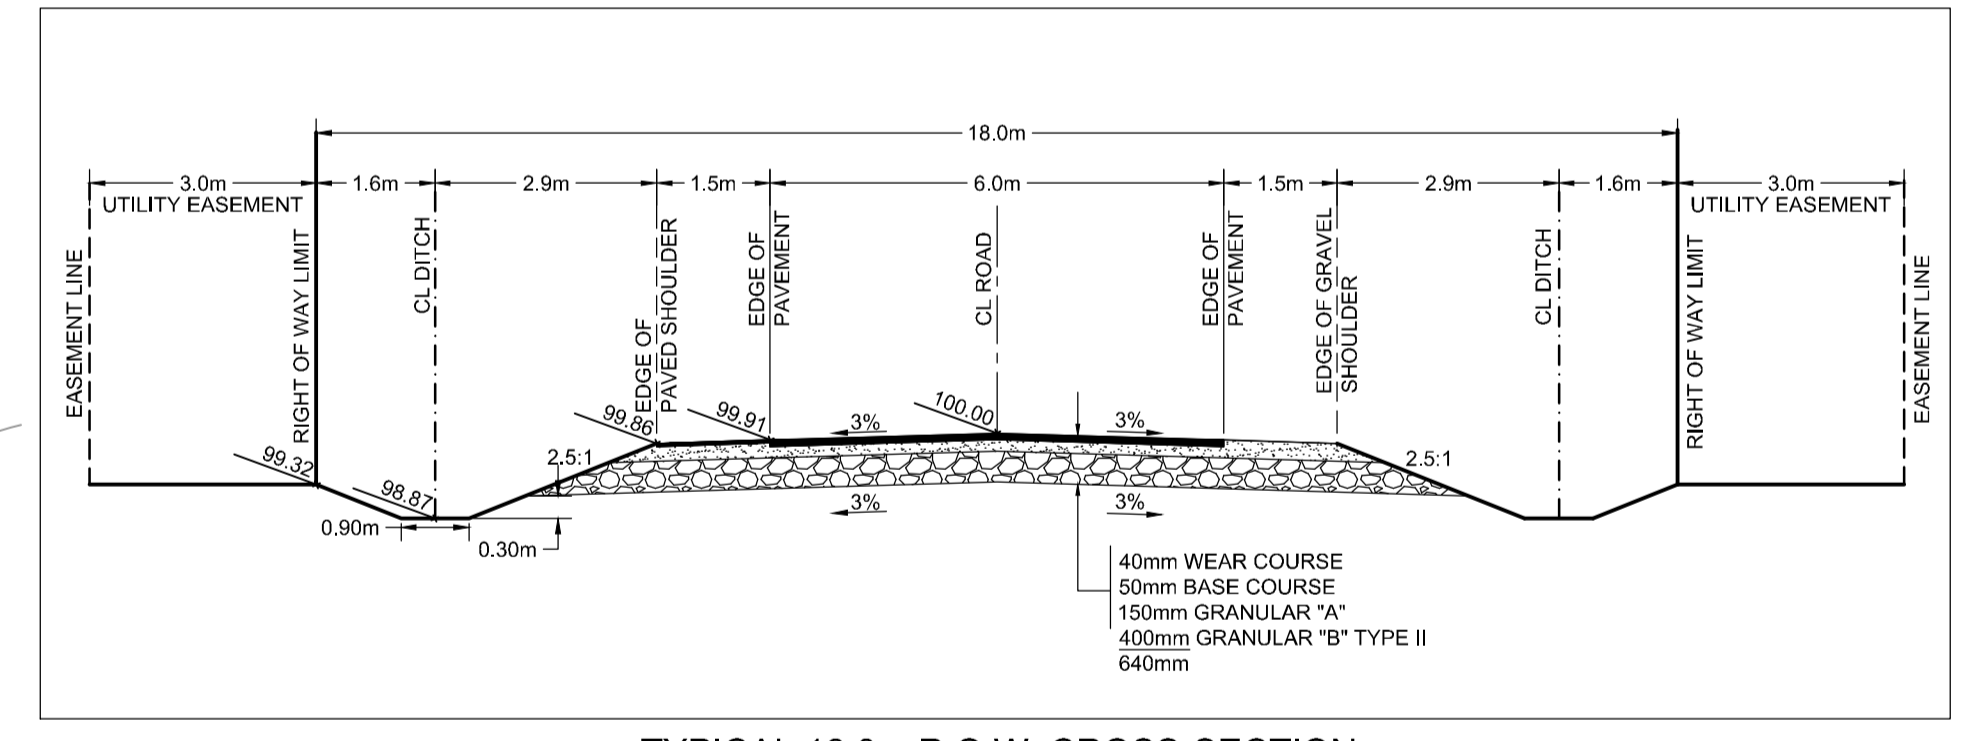 18.0m
3.0m
1.6m
2.9m
1.5m
6.0m
1.5m
2.9m
1.6m
3.0m
UTILITY EASEMENT
UTILITY EASEMENT
EASEMENT LINE
RIGHT OF WAY LIMIT
CL DITCH
EDGE OF
PAVED SHOULDER
EDGE OF
PAVEMENT
CL ROAD
EDGE OF
PAVEMENT
EDGE OF GRAVEL
SHOULDER
CL DITCH
RIGHT OF WAY LIMIT
EASEMENT LINE
99.32
98.87
99.86
99.91
100.00
3%
3%
2.5:1
2.5:1
3%
3%
0.90m
0.30m
40mm WEAR COURSE
50mm BASE COURSE
150mm GRANULAR "A"
400mm GRANULAR "B" TYPE II
640mm